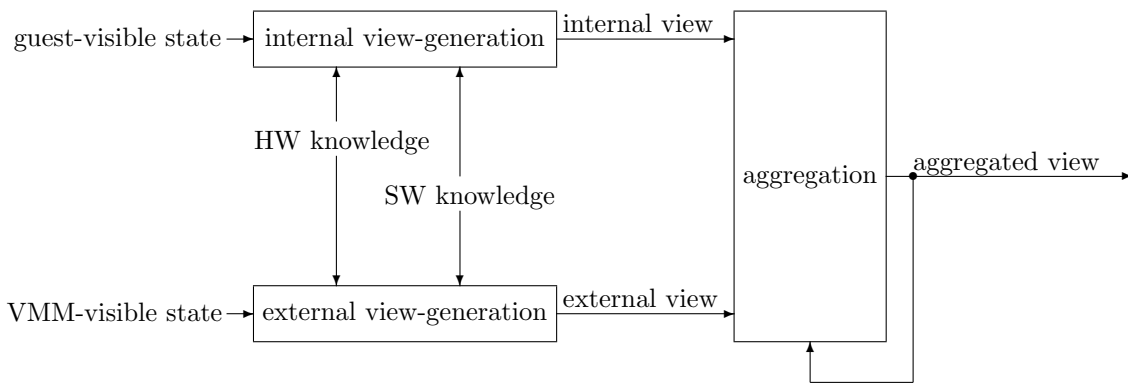 guest-visible state
internal view-generation
internal view
HW knowledge
SW knowledge
aggregation
aggregated view
VMM-visible state
external view-generation
external view